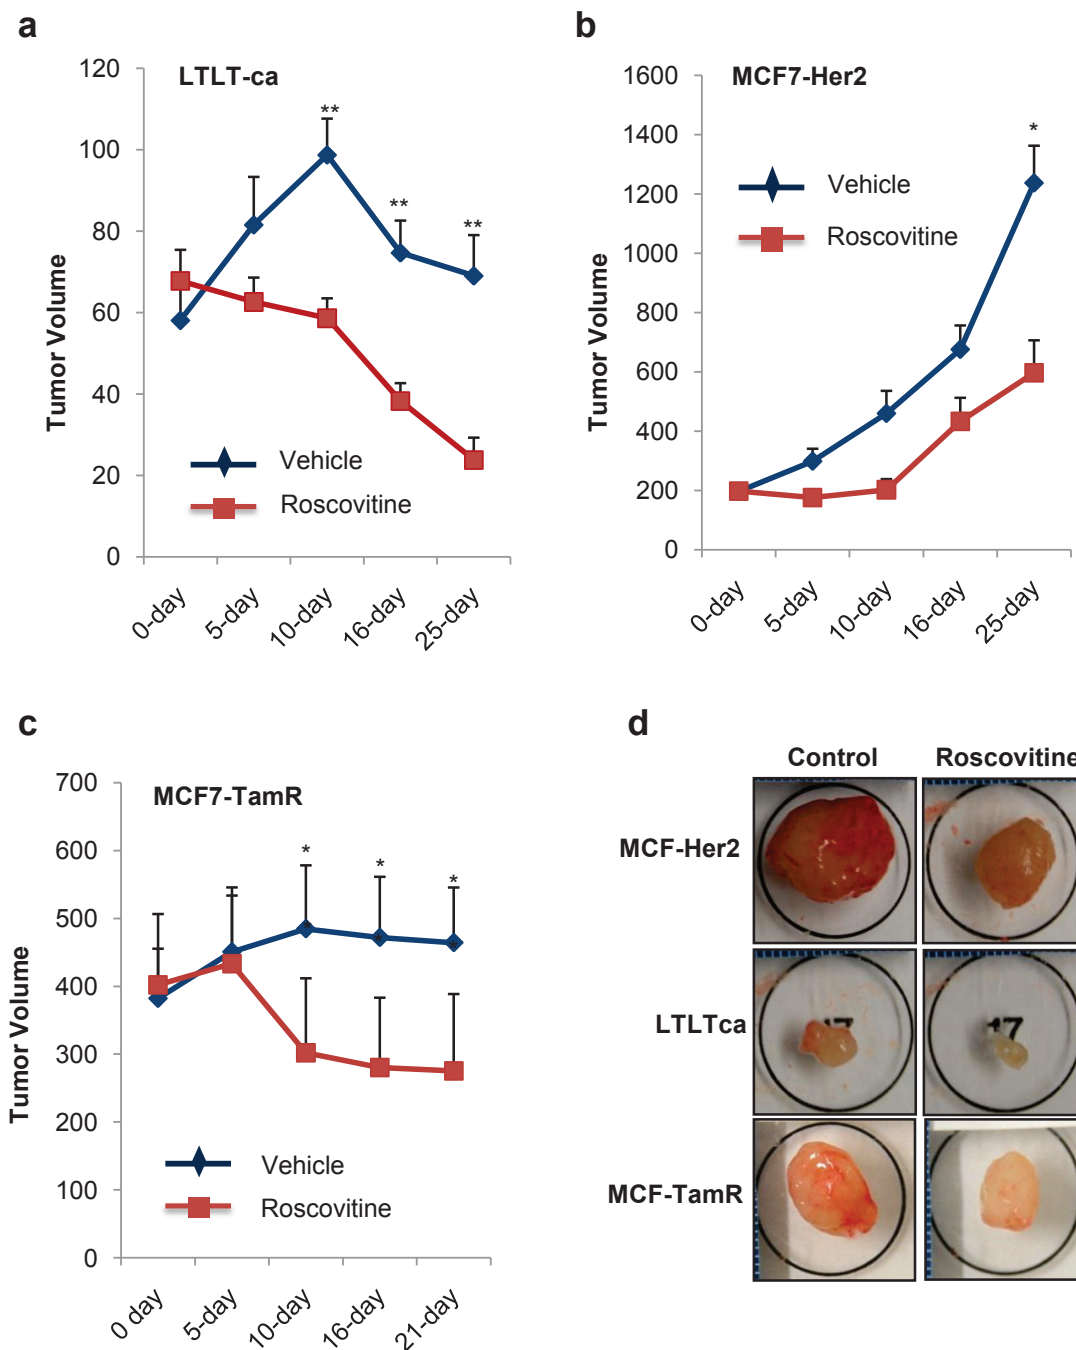 a
LTLT-ca
120
100
80
60
40
20
0
Tumor Volume
**
**
**
Vehicle
Roscovitine
0-day
5-day
10-day
16-day
25-day
b
MCF7-Her2
1600
1400
1200
1000
800
600
400
200
0
Tumor Volume
*
Vehicle
Roscovitine
0-day
5-day
10-day
16-day
25-day
c
MCF7-TamR
700
600
500
400
300
200
100
0
Tumor Volume
*
*
*
Vehicle
Roscovitine
0 day
5-day
10-day
16-day
21-day
d
Control Roscovitine
MCF-Her2
LTLTca
17
17
MCF-TamR